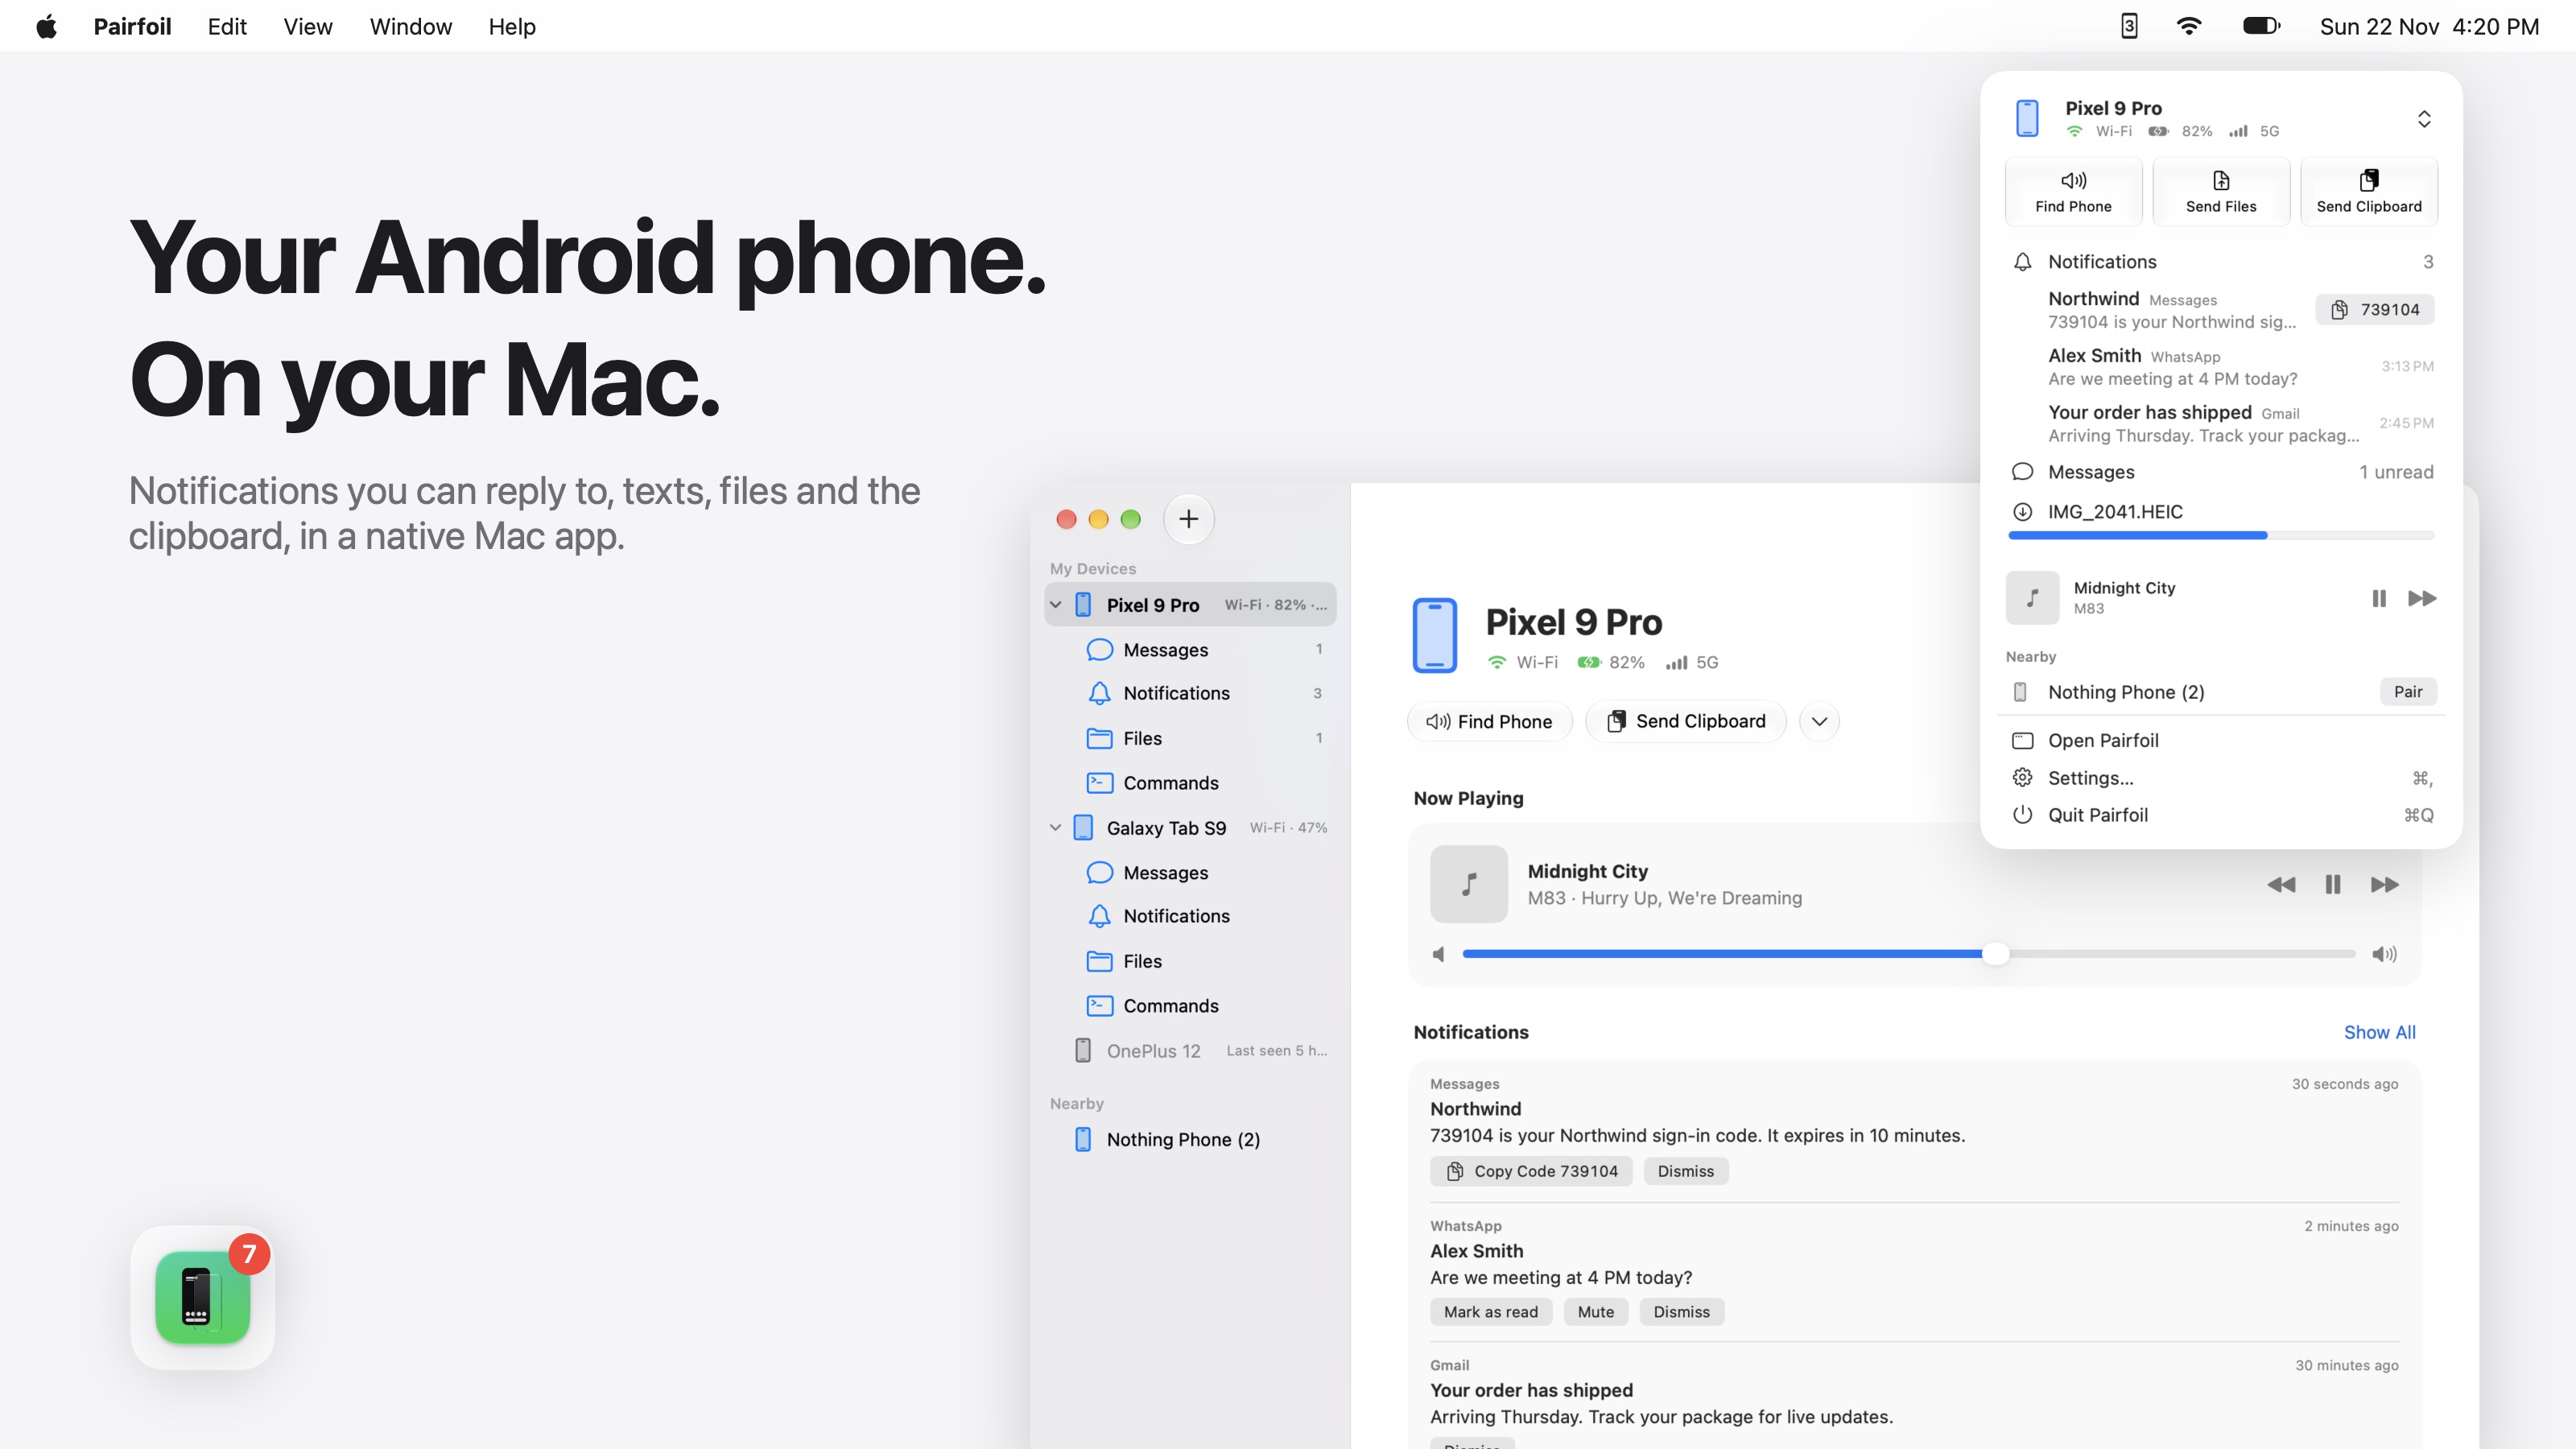 Pairfoil Edit View Window Help
3 Sun 22 Nov 4:20 PM
Your Android phone.
On your Mac.
Notifications you can reply to, texts, files and the
clipboard, in a native Mac app.
7
My Devices
Pixel 9 Pro Wi-Fi · 82% ·...
Messages 1
Notifications 3
Files 1
Commands
Galaxy Tab S9 Wi-Fi · 47%
Messages
Notifications
Files
Commands
OnePlus 12 Last seen 5 h...
Nearby
Nothing Phone (2)
Pixel 9 Pro
Wi-Fi 82% 5G
Find Phone Send Clipboard
Now Playing
Midnight City
M83 · Hurry Up, We're Dreaming
Notifications Show All
Messages 30 seconds ago
Northwind
739104 is your Northwind sign-in code. It expires in 10 minutes.
Copy Code 739104 Dismiss
WhatsApp 2 minutes ago
Alex Smith
Are we meeting at 4 PM today?
Mark as read Mute Dismiss
Gmail 30 minutes ago
Your order has shipped
Arriving Thursday. Track your package for live updates.
Pixel 9 Pro
Wi-Fi 82% 5G
Find Phone Send Files Send Clipboard
Notifications 3
Northwind Messages
739104 is your Northwind sig... 739104
Alex Smith WhatsApp
Are we meeting at 4 PM today? 3:13 PM
Your order has shipped Gmail
Arriving Thursday. Track your packag... 2:45 PM
Messages 1 unread
IMG_2041.HEIC
Midnight City
M83
Nearby
Nothing Phone (2) Pair
Open Pairfoil
Settings... ⌘,
Quit Pairfoil ⌘Q